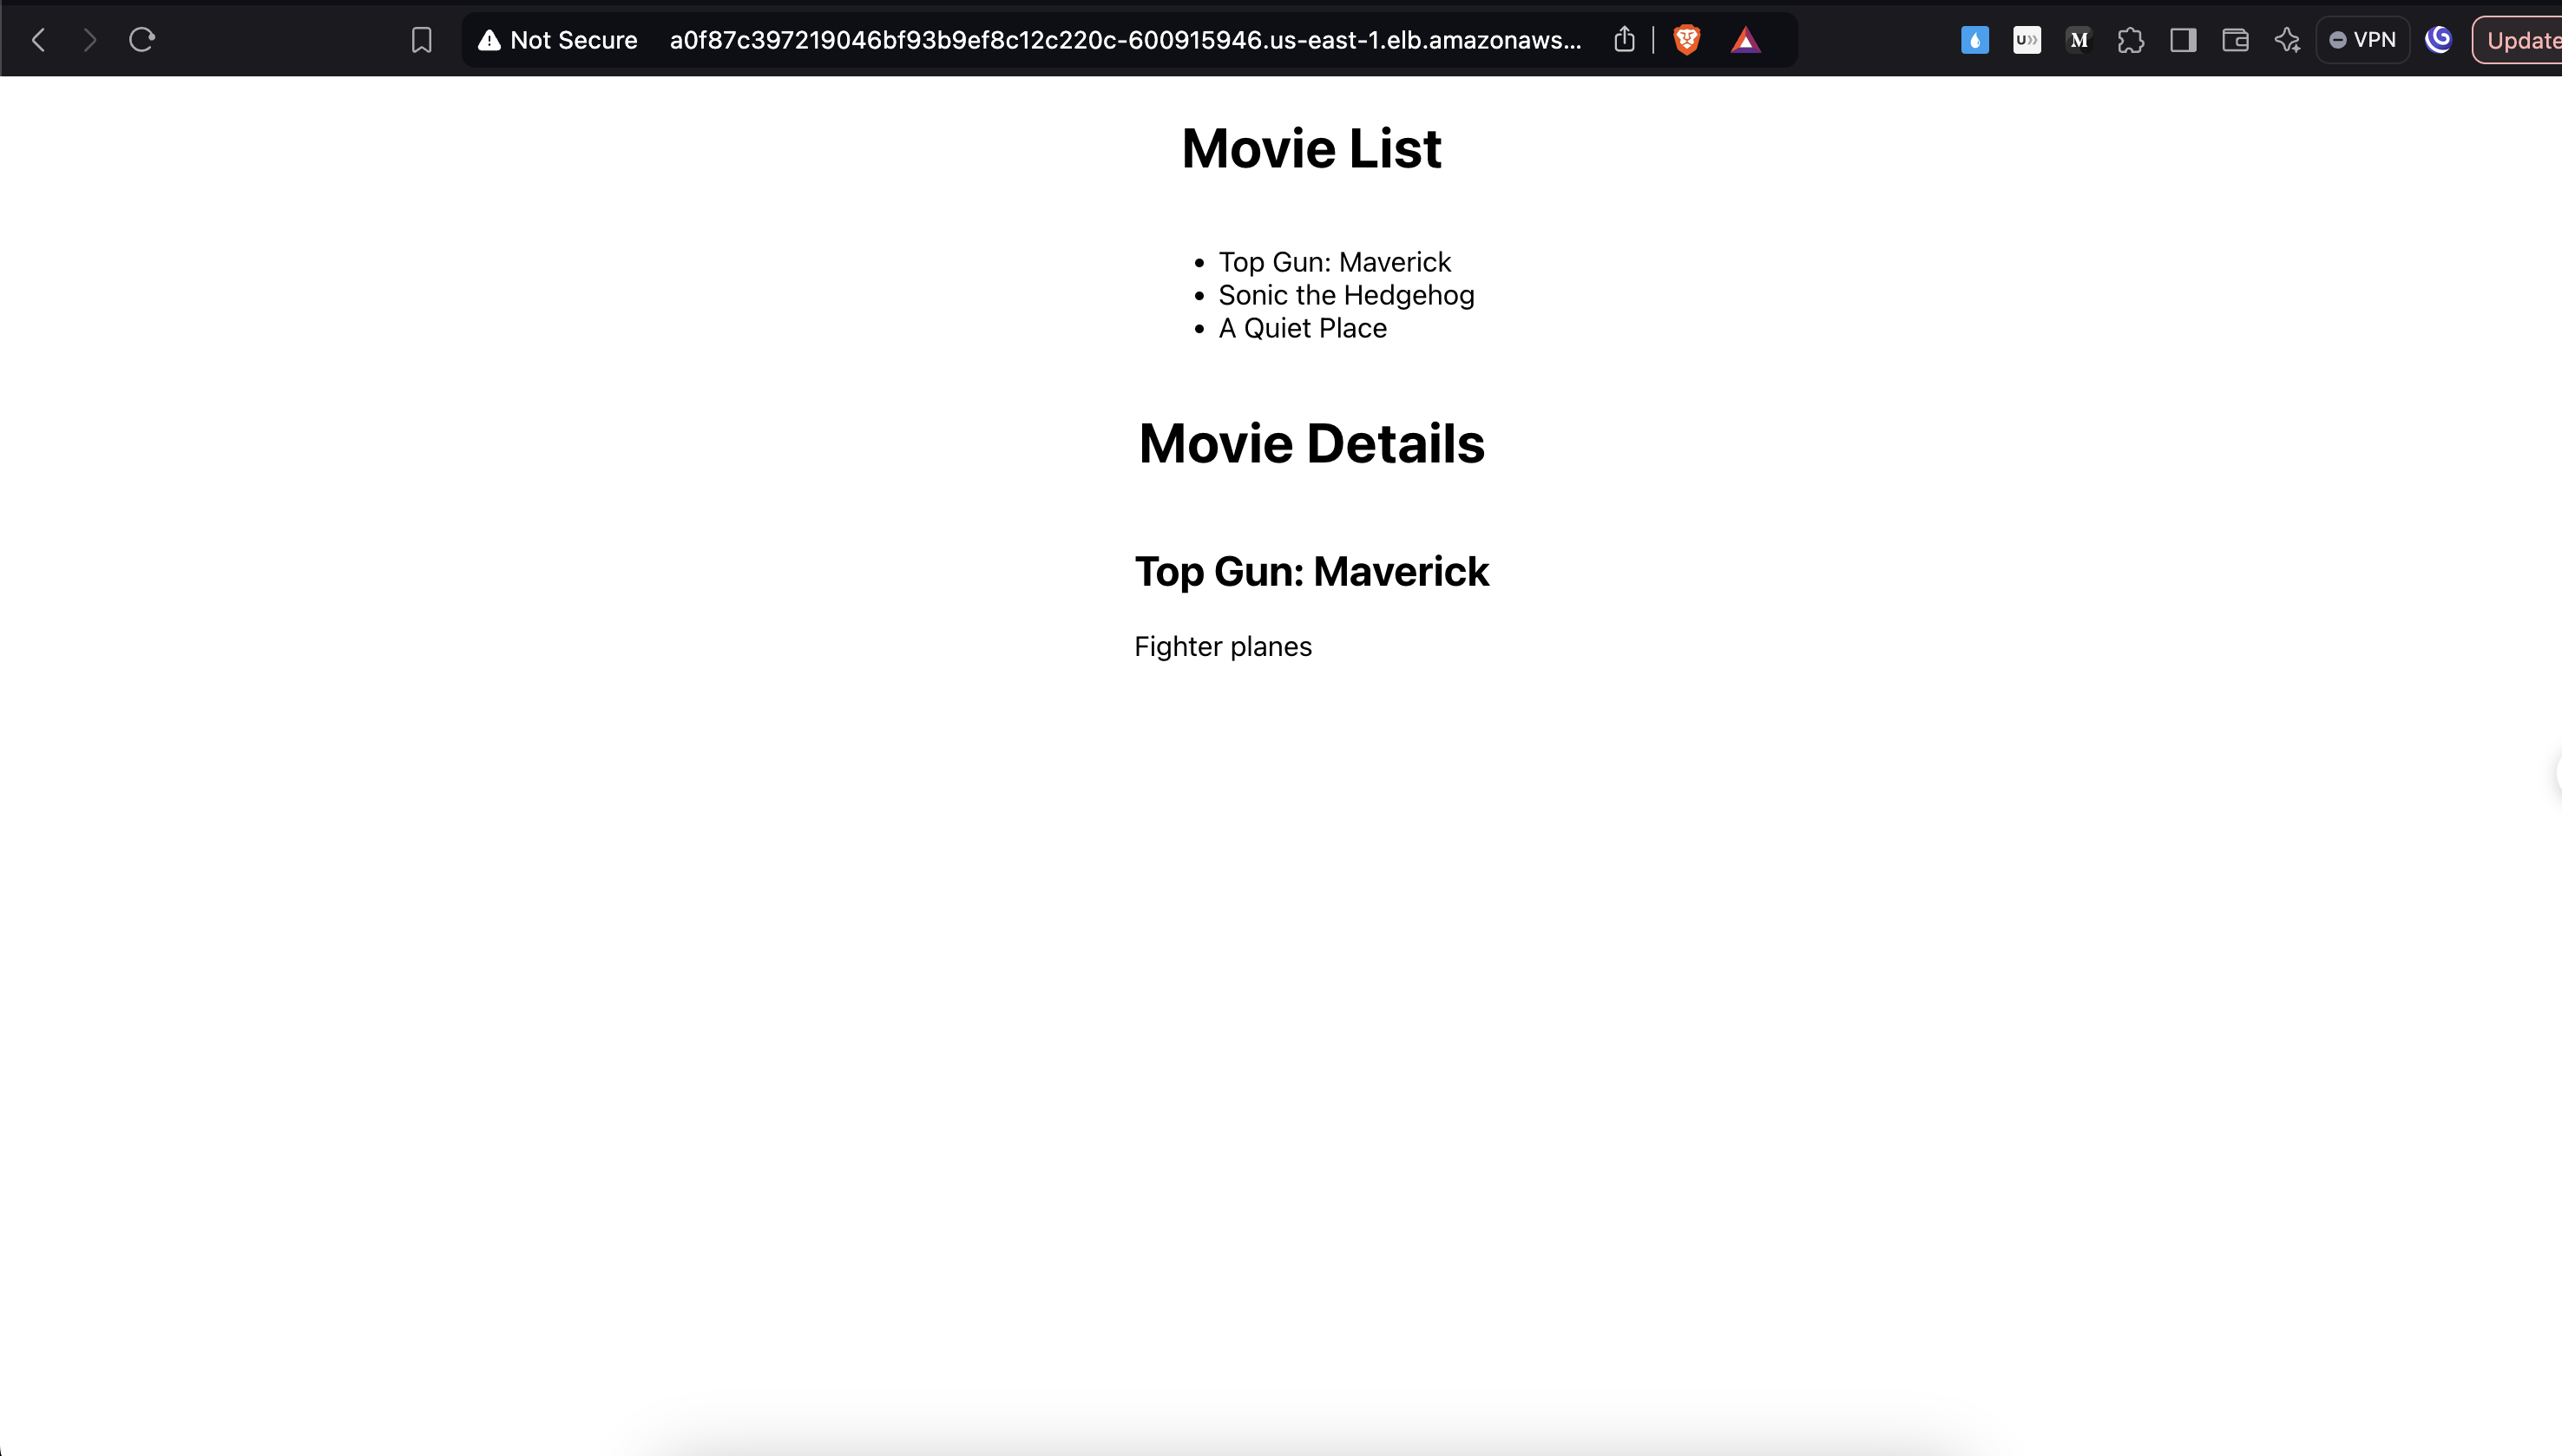 Not Secure a0f87c397219046bf93b9ef8c12c220c-600915946.us-east-1.elb.amazonaws... U M VPN Update
Movie List
• Top Gun: Maverick
• Sonic the Hedgehog
• A Quiet Place
Movie Details
Top Gun: Maverick
Fighter planes